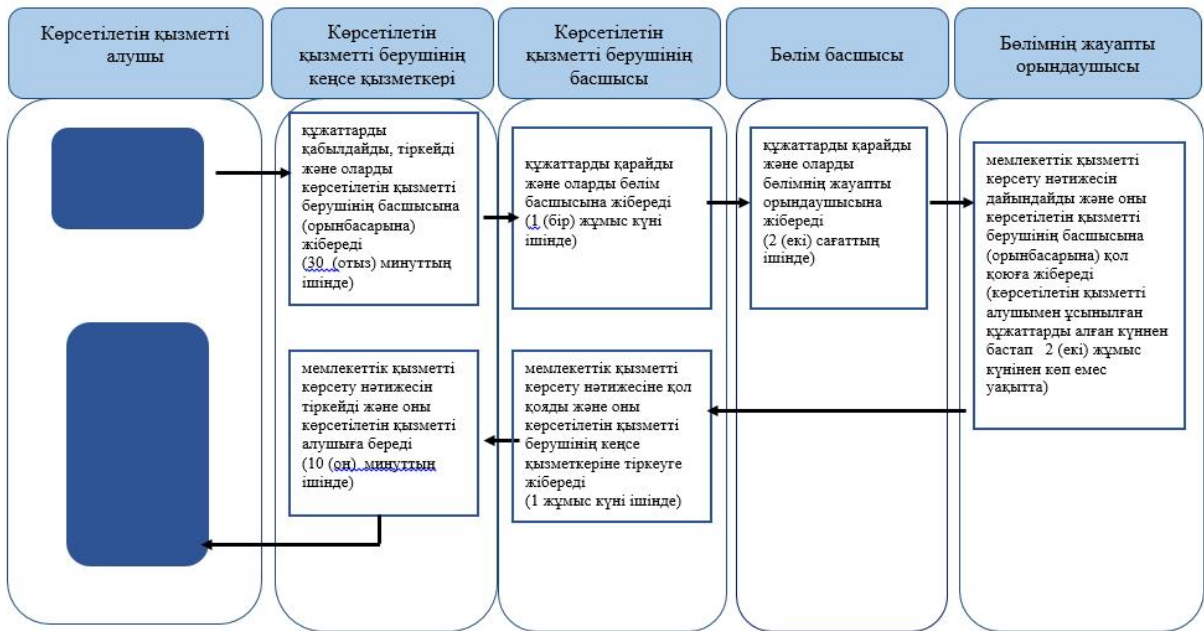 Көрсетілетін қызметті
алушы
Көрсетілетін
қызметті берушінің
кеңсе қызметкері
Көрсетілетін
қызметті берушінің
басшысы
Бөлім басшысы
Бөлімнің жауапты
орындаушысы
құжаттарды
қабылдайды, тіркейді
және оларды
көрсетілетін қызметті
берушінің басшысына
(орынбасарына)
жібереді
(30 (отыз) минуттың
ішінде)
құжаттарды қарайды
және оларды бөлім
басшысына жібереді
(1 (бір) жұмыс күні
ішінде)
құжаттарды қарайды
және оларды
бөлімнің жауапты
орындаушысына
жібереді
(2 (екі) сағаттың
ішінде)
мемлекеттік қызметті
көрсету нәтижесін
дайындайды және оны
көрсетілетін қызметті
берушінің басшысына
(орынбасарына) қол
қоюға жібереді
(көрсетілетін қызметті
алушымен ұсынылған
құжаттарды алған күннен
бастап 2 (екі) жұмыс
күнінен көп емес
уақытта)
мемлекеттік қызметті
көрсету нәтижесін
тіркейді және оны
көрсетілетін қызметті
алушыға береді
(10 (он) минуттың
ішінде)
мемлекеттік қызметті
көрсету нәтижесіне қол
қояды және оны
көрсетілетін қызметті
берушінің кеңсе
қызметкеріне тіркеуге
жібереді
(1 жұмыс күні ішінде)